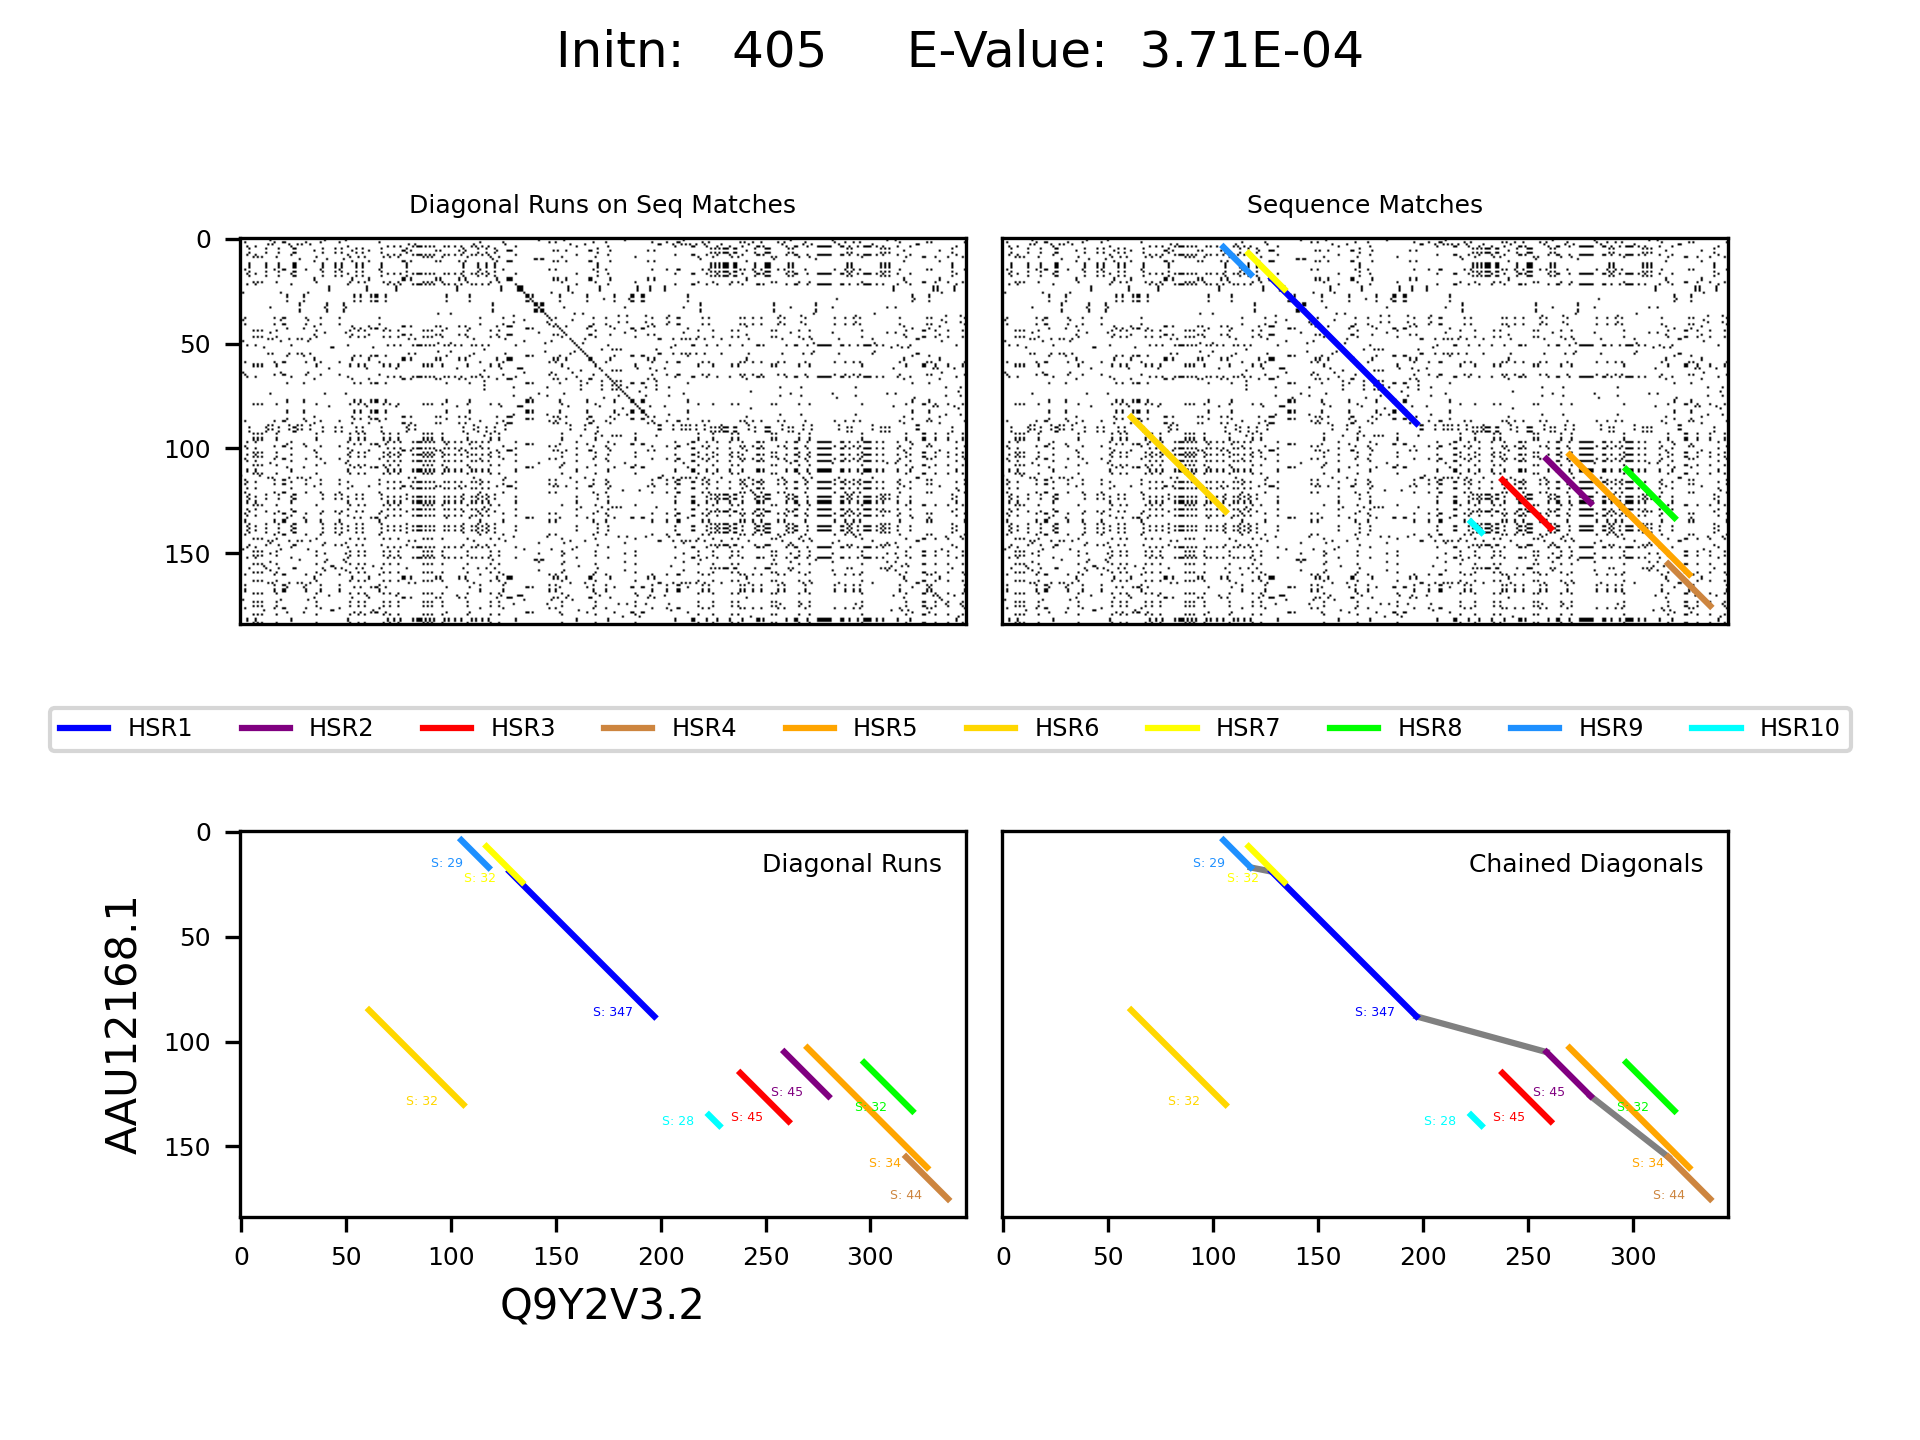 Initn: 405 E-Value: 3.71E-04
Diagonal Runs on Seq Matches
Sequence Matches
0
50
100
150
HSR1 HSR2 HSR3 HSR4 HSR5 HSR6 HSR7 HSR8 HSR9 HSR10
AAU12168.1
0
50
100
150
Diagonal Runs
S: 29
S: 32
S: 347
S: 32
S: 45
S: 32
S: 45
S: 28
S: 34
S: 44
0 50 100 150 200 250 300
Q9Y2V3.2
Chained Diagonals
S: 29
S: 32
S: 347
S: 32
S: 45
S: 32
S: 45
S: 28
S: 34
S: 44
0 50 100 150 200 250 300